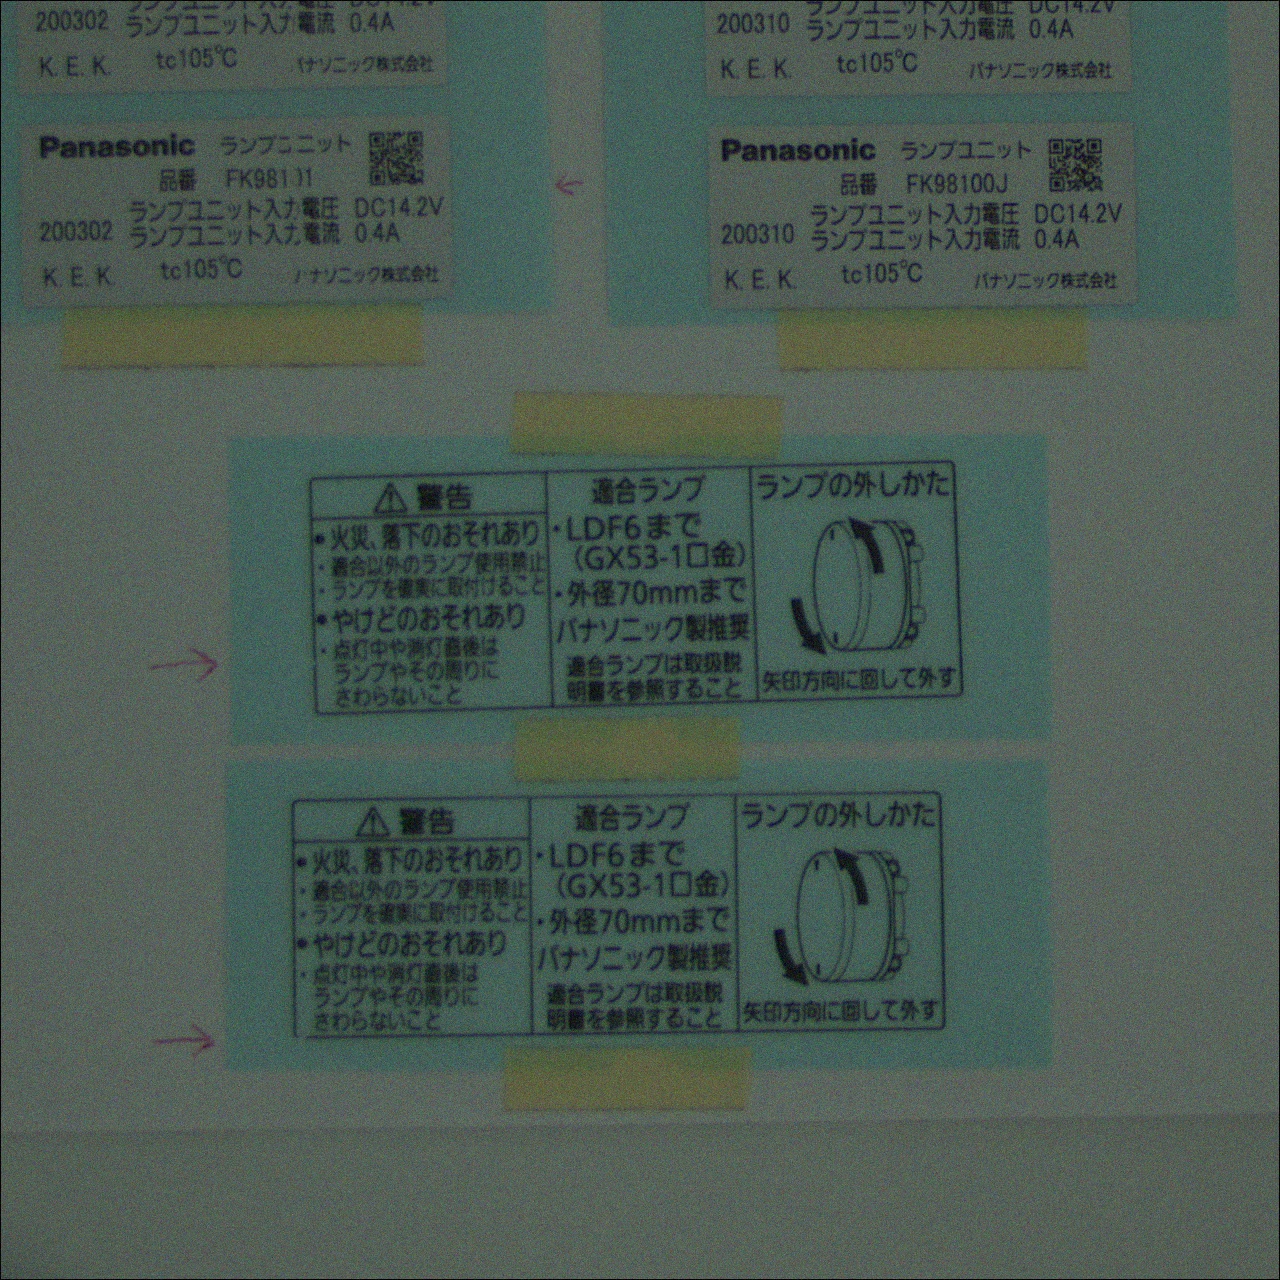 ランプユニット入力電圧 DC14.2V
200302 ランプユニット入力電流 0.4A
K.E.K. tc105℃ パナソニック株式会社
Panasonic ランプユニット
品番 FK981
ランプユニット入力電圧 DC14.2V
200302 ランプユニット入力電流 0.4A
K.E.K. tc105℃ パナソニック株式会社
ランプユニット入力電圧 DC14.2V
200310 ランプユニット入力電流 0.4A
K.E.K. tc105℃ パナソニック株式会社
Panasonic ランプユニット
品番 FK98100J
ランプユニット入力電圧 DC14.2V
200310 ランプユニット入力電流 0.4A
K.E.K. tc105℃ パナソニック株式会社
警告
●火災、落下のおそれあり
・適合以外のランプ使用禁止
・ランプを確実に取付けること
●やけどのおそれあり
・点灯中や消灯直後は
ランプやその周りに
さわらないこと
適合ランプ
・LDF6まで
(GX53-1口金)
・外径70mmまで
パナソニック製推奨
適合ランプは取扱説
明書を参照すること
ランプの外しかた
矢印方向に回して外す
警告
●火災、落下のおそれあり
・適合以外のランプ使用禁止
・ランプを確実に取付けること
●やけどのおそれあり
・点灯中や消灯直後は
ランプやその周りに
さわらないこと
適合ランプ
・LDF6まで
(GX53-1口金)
・外径70mmまで
パナソニック製推奨
適合ランプは取扱説
明書を参照すること
ランプの外しかた
矢印方向に回して外す